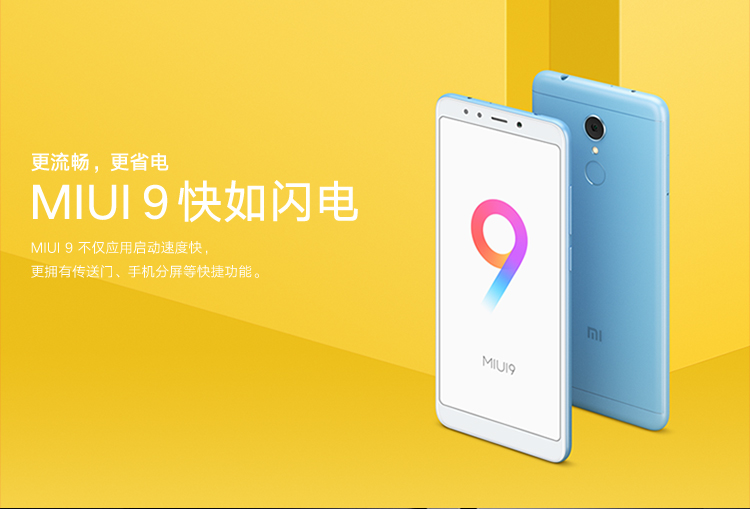 更流畅，更省电
MIUI 9 快如闪电
MIUI 9 不仅应用启动速度快，
更拥有传送门、手机分屏等快捷功能。
9
MIUI9
mi